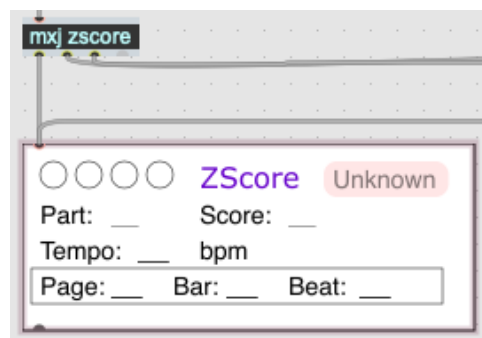 mxj zscore
ZScore Unknown
Part: __ Score: __
Tempo: __ bpm
Page: __ Bar: __ Beat: __